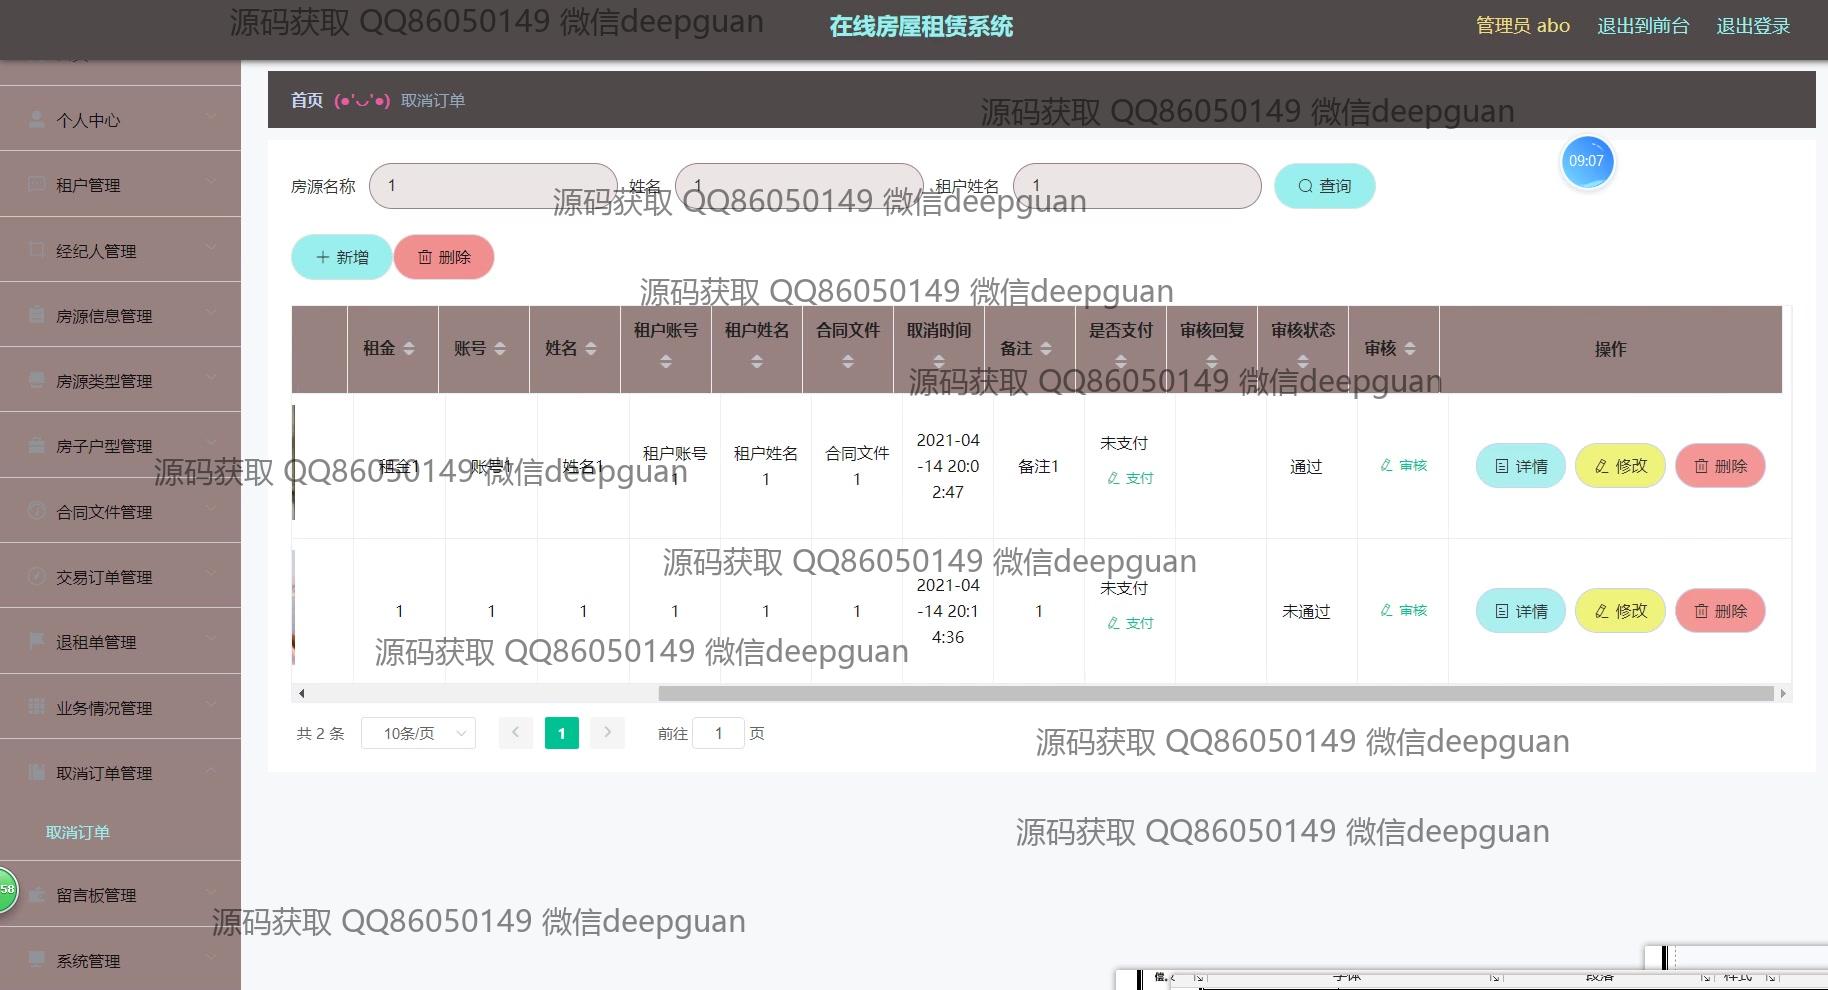 源码获取 QQ86050149 微信deepguan
在线房屋租赁系统
管理员 abo
退出到前台
退出登录
首页 (●'◡'●) 取消订单
源码获取 QQ86050149 微信deepguan
09:07
个人中心
租户管理
经纪人管理
房源信息管理
房源类型管理
房子户型管理
合同文件管理
交易订单管理
退租单管理
业务情况管理
取消订单管理
取消订单
留言板管理
系统管理
58
房源名称 1 姓名 1 租户姓名 1 查询
源码获取 QQ86050149 微信deepguan
新增 删除
源码获取 QQ86050149 微信deepguan
租金 账号 姓名 租户账号 租户姓名 合同文件 取消时间 备注 是否支付 审核回复 审核状态 审核 操作
源码获取 QQ86050149 微信deepguan
租金1 账号1 姓名1 租户账号1 租户姓名1 合同文件1 2021-04-14 20:02:47 备注1 未支付 支付 通过 审核 详情 修改 删除
源码获取 QQ86050149 微信deepguan
源码获取 QQ86050149 微信deepguan
1 1 1 1 1 1 2021-04-14 20:14:36 1 未支付 支付 未通过 审核 详情 修改 删除
源码获取 QQ86050149 微信deepguan
共 2 条 10条/页 1 前往 1 页
源码获取 QQ86050149 微信deepguan
源码获取 QQ86050149 微信deepguan
源码获取 QQ86050149 微信deepguan
字体 段落 样式